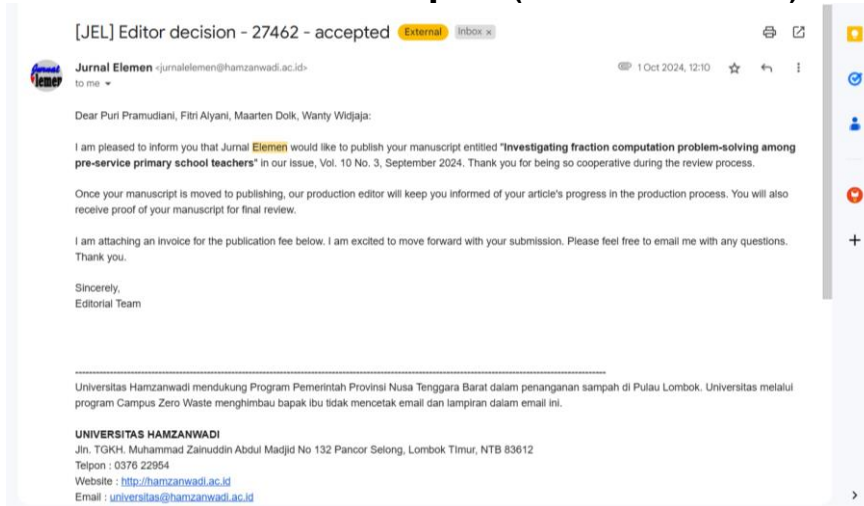 [JEL] Editor decision - 27462 - accepted External Inbox x
Jurnal Elemen <jurnalelemen@hamzanwadi.ac.id> 1 Oct 2024, 12:10
to me
Dear Puri Pramudiani, Fitri Alyani, Maarten Dolk, Wanty Widjaja:
I am pleased to inform you that Jurnal Elemen would like to publish your manuscript entitled "Investigating fraction computation problem-solving among
pre-service primary school teachers" in our issue, Vol. 10 No. 3, September 2024. Thank you for being so cooperative during the review process.
Once your manuscript is moved to publishing, our production editor will keep you informed of your article's progress in the production process. You will also
receive proof of your manuscript for final review.
I am attaching an invoice for the publication fee below. I am excited to move forward with your submission. Please feel free to email me with any questions.
Thank you.
Sincerely,
Editorial Team
Universitas Hamzanwadi mendukung Program Pemerintah Provinsi Nusa Tenggara Barat dalam penanganan sampah di Pulau Lombok. Universitas melalui
program Campus Zero Waste menghimbau bapak ibu tidak mencetak email dan lampiran dalam email ini.
UNIVERSITAS HAMZANWADI
Jln. TGKH. Muhammad Zainuddin Abdul Madjid No 132 Pancor Selong, Lombok Timur, NTB 83612
Telpon : 0376 22954
Website : http://hamzanwadi.ac.id
Email : universitas@hamzanwadi.ac.id